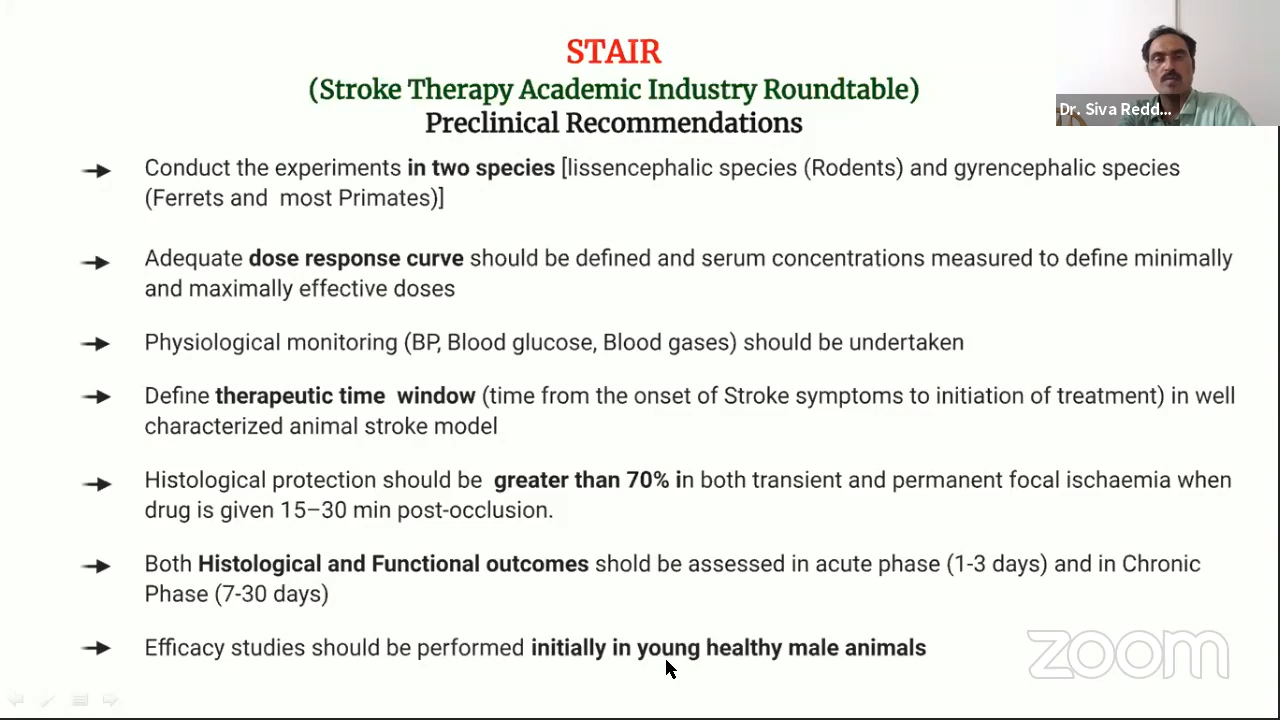 STAIR
(Stroke Therapy Academic Industry Roundtable)
Preclinical Recommendations
Dr. Siva Redd...
Conduct the experiments in two species [lissencephalic species (Rodents) and gyrencephalic species
(Ferrets and most Primates)]
Adequate dose response curve should be defined and serum concentrations measured to define minimally
and maximally effective doses
Physiological monitoring (BP, Blood glucose, Blood gases) should be undertaken
Define therapeutic time window (time from the onset of Stroke symptoms to initiation of treatment) in well
characterized animal stroke model
Histological protection should be greater than 70% in both transient and permanent focal ischaemia when
drug is given 15–30 min post-occlusion.
Both Histological and Functional outcomes shold be assessed in acute phase (1-3 days) and in Chronic
Phase (7-30 days)
Efficacy studies should be performed initially in young healthy male animals
zoom